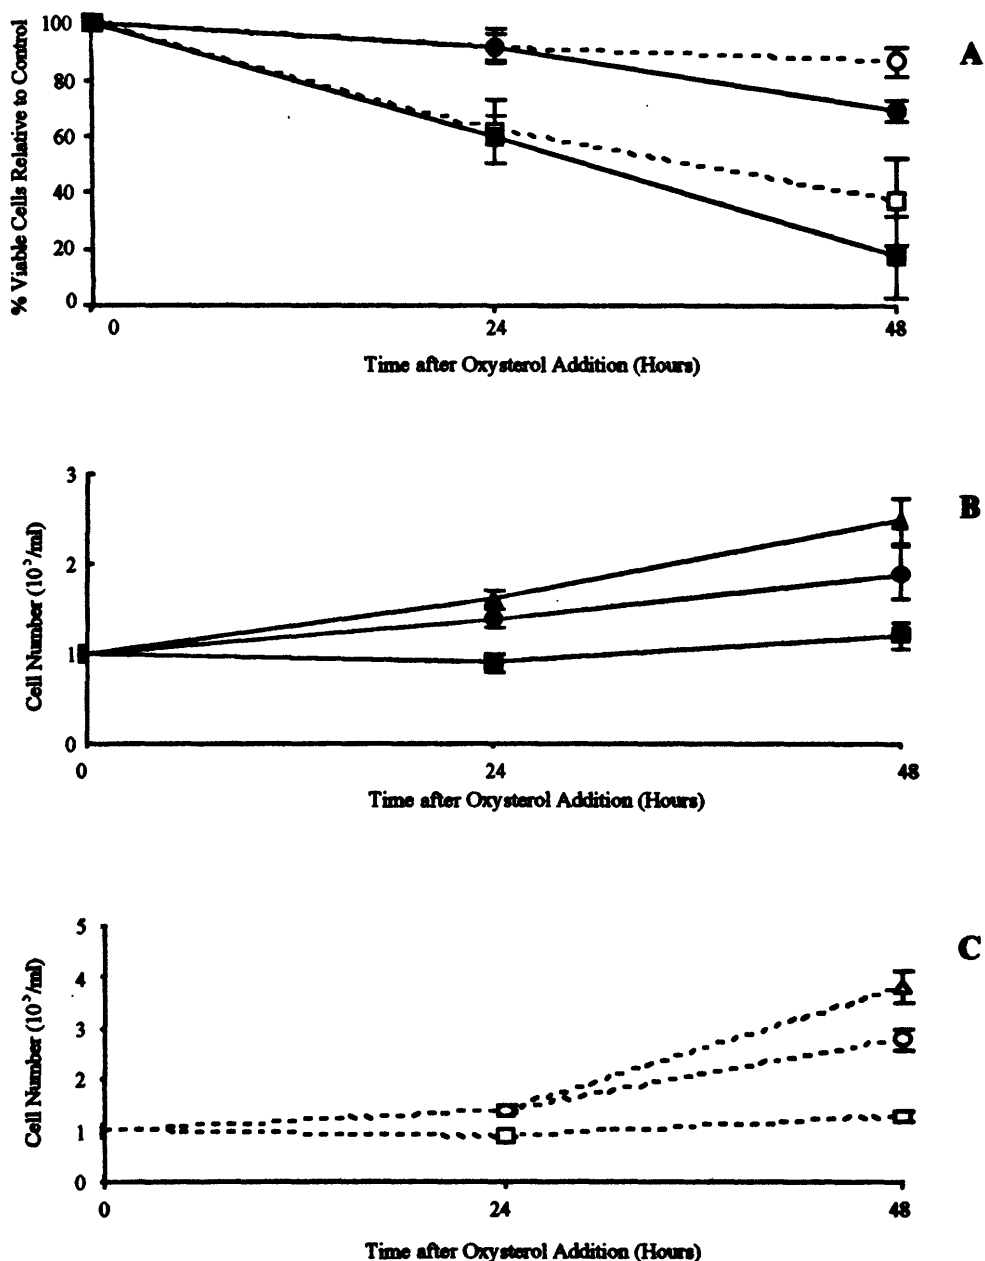 A
% Viable Cells Relative to Control
100
80
60
40
20
0
0 24 48
Time after Oxysterol Addition (Hours)
B
Cell Number (10⁵/ml)
3
2
1
0
0 24 48
Time after Oxysterol Addition (Hours)
C
Cell Number (10⁵/ml)
5
4
3
2
1
0
0 24 48
Time after Oxysterol Addition (Hours)